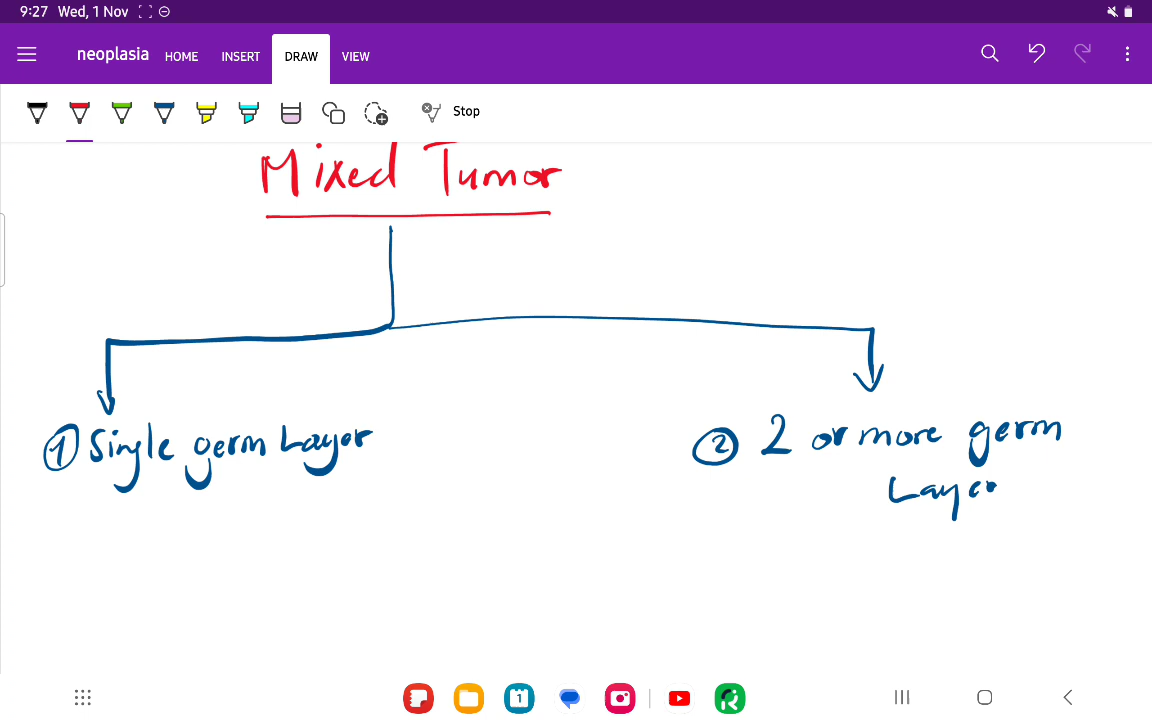 9:27 Wed, 1 Nov
neoplasia HOME INSERT DRAW VIEW
Stop
Mixed Tumor
① Single germ Layer
② 2 or more germ
Layer
1